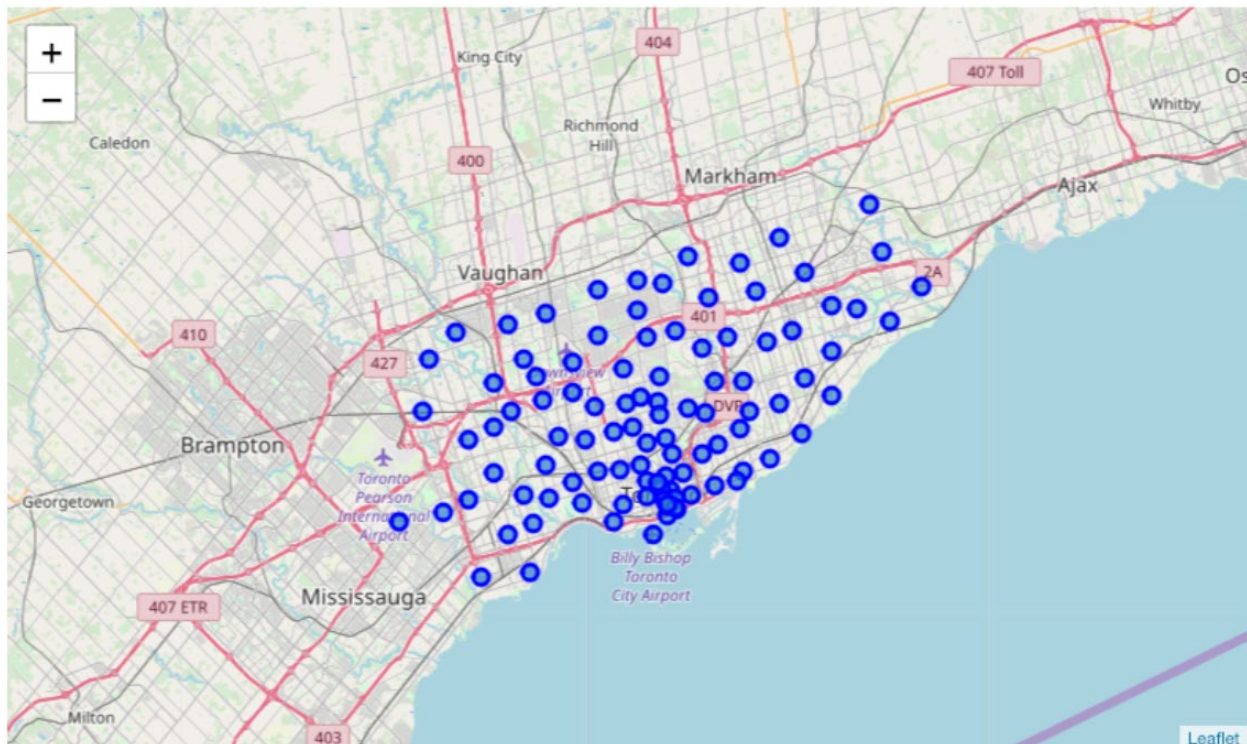 +
−
404
King City
407 Toll
Whitby
Richmond
Hill
Caledon
400
Markham
Ajax
Vaughan
2A
401
410
427
DVP
Brampton
Toronto
Pearson
International
Airport
Georgetown
Billy Bishop
Toronto
City Airport
Mississauga
407 ETR
Milton
403
Leaflet